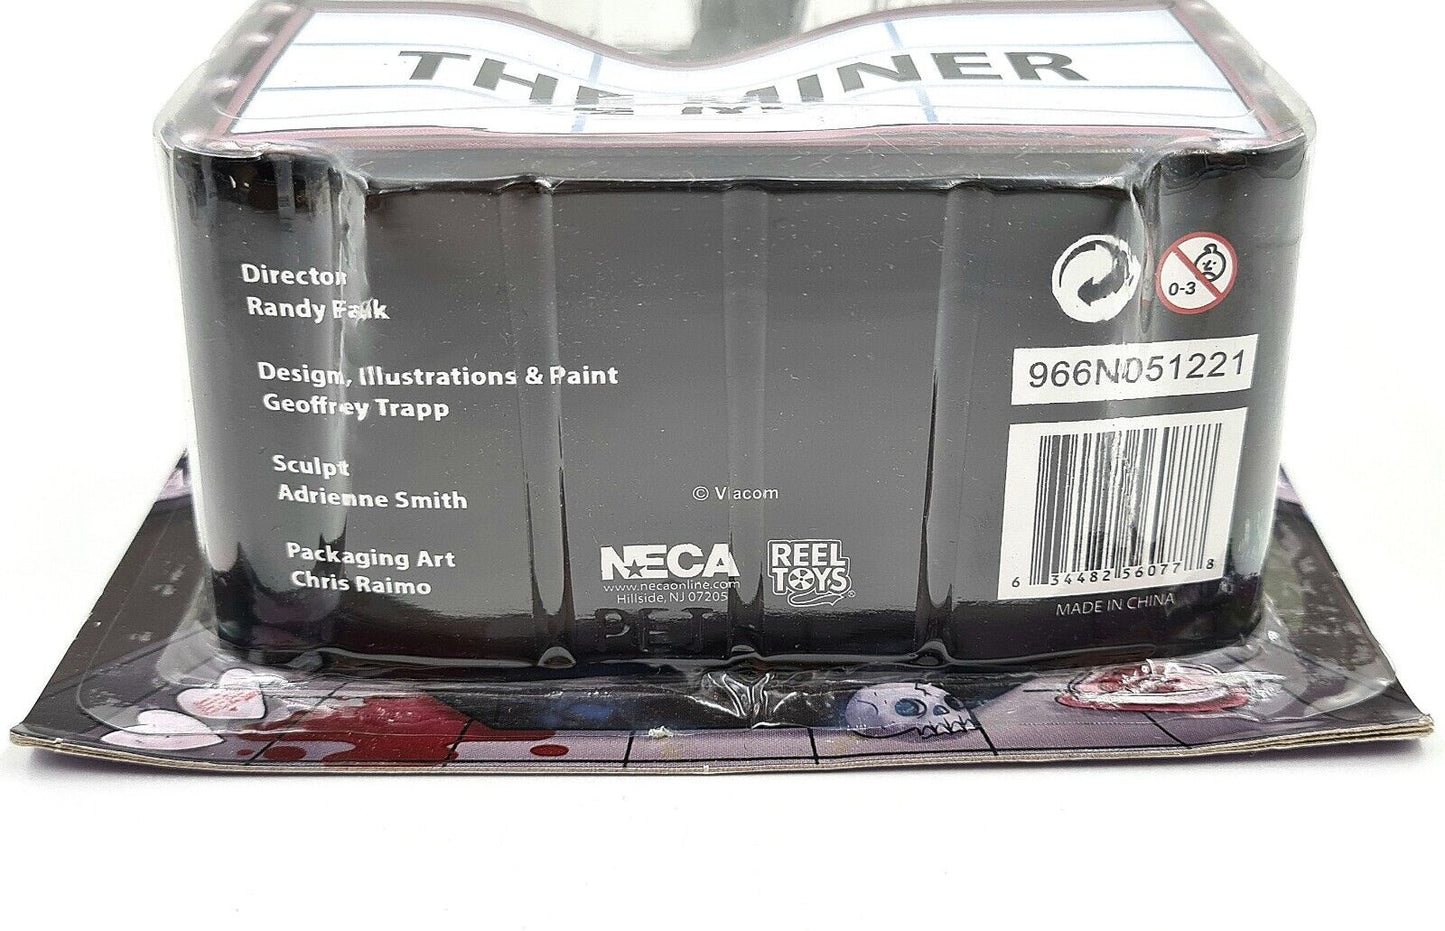 THE MINER
Director
Randy Falk
Design, Illustrations & Paint
Geoffrey Trapp
Sculpt
Adrienne Smith
Packaging Art
Chris Raimo
© Viacom
NECA
www.necaonline.com
Hillside, NJ 07205
REEL
TOYS®
PET
0-3
966N051221
6 34482 56077 8
MADE IN CHINA